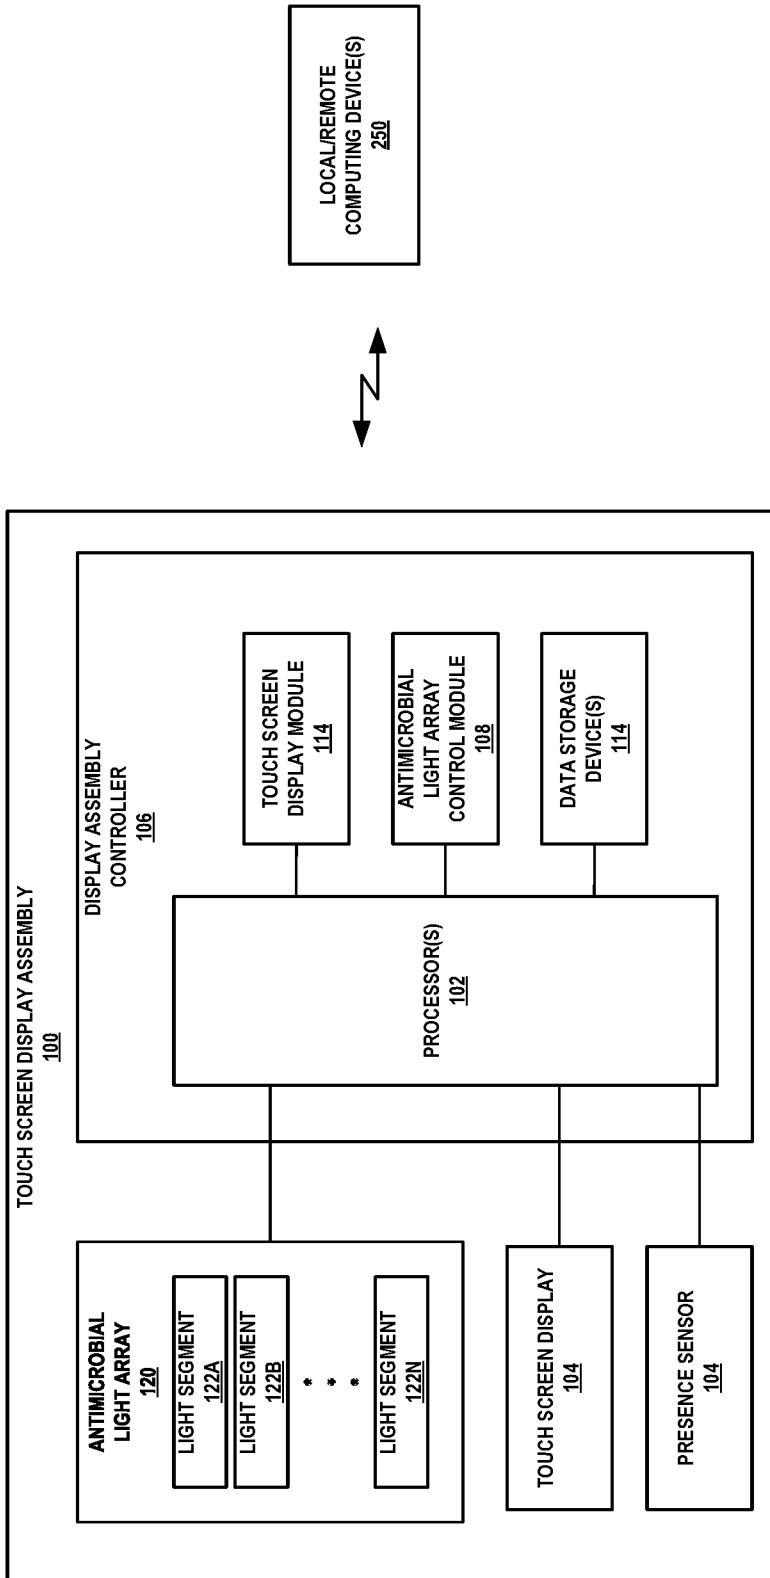 TOUCH SCREEN DISPLAY ASSEMBLY
100
ANTIMICROBIAL
LIGHT ARRAY
120
LIGHT SEGMENT
122A
LIGHT SEGMENT
122B
LIGHT SEGMENT
122N
TOUCH SCREEN DISPLAY
104
PRESENCE SENSOR
104
DISPLAY ASSEMBLY
CONTROLLER
106
PROCESSOR(S)
102
TOUCH SCREEN
DISPLAY MODULE
114
ANTIMICROBIAL
LIGHT ARRAY
CONTROL MODULE
108
DATA STORAGE
DEVICE(S)
114
LOCAL/REMOTE
COMPUTING DEVICE(S)
250